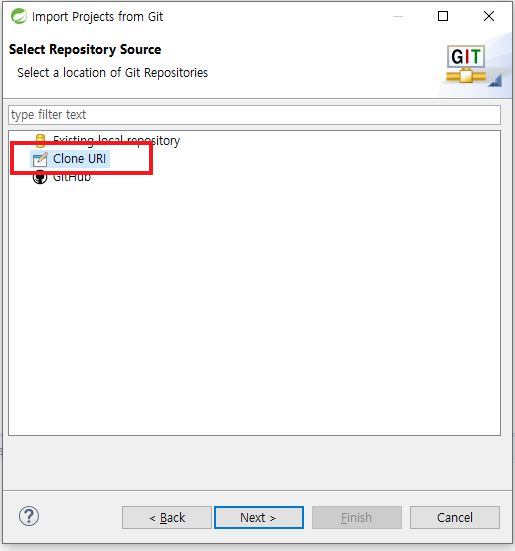 Import Projects from Git
Select Repository Source
Select a location of Git Repositories
GIT
type filter text
Existing local repository
Clone URI
GitHub
?
< Back
Next >
Finish
Cancel